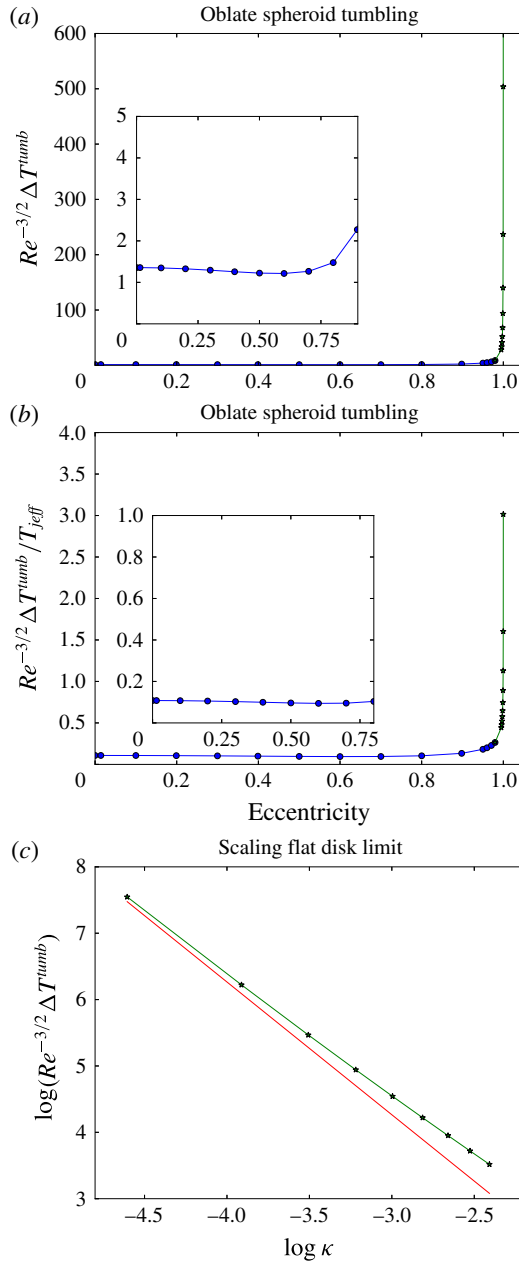 (a) Oblate spheroid tumbling
600
500
400
300
200
100
Re^{−3/2} ΔT^{tumb}
5
4
3
2
1
0 0.25 0.50 0.75
0 0.2 0.4 0.6 0.8 1.0
(b) Oblate spheroid tumbling
4.0
3.5
3.0
2.5
2.0
1.5
1.0
0.5
Re^{−3/2} ΔT^{tumb}/T_{jeff}
1.0
0.8
0.6
0.4
0.2
0 0.25 0.50 0.75
0 0.2 0.4 0.6 0.8 1.0
Eccentricity
(c) Scaling flat disk limit
8
7
6
5
4
3
log(Re^{−3/2} ΔT^{tumb})
−4.5 −4.0 −3.5 −3.0 −2.5
log κ